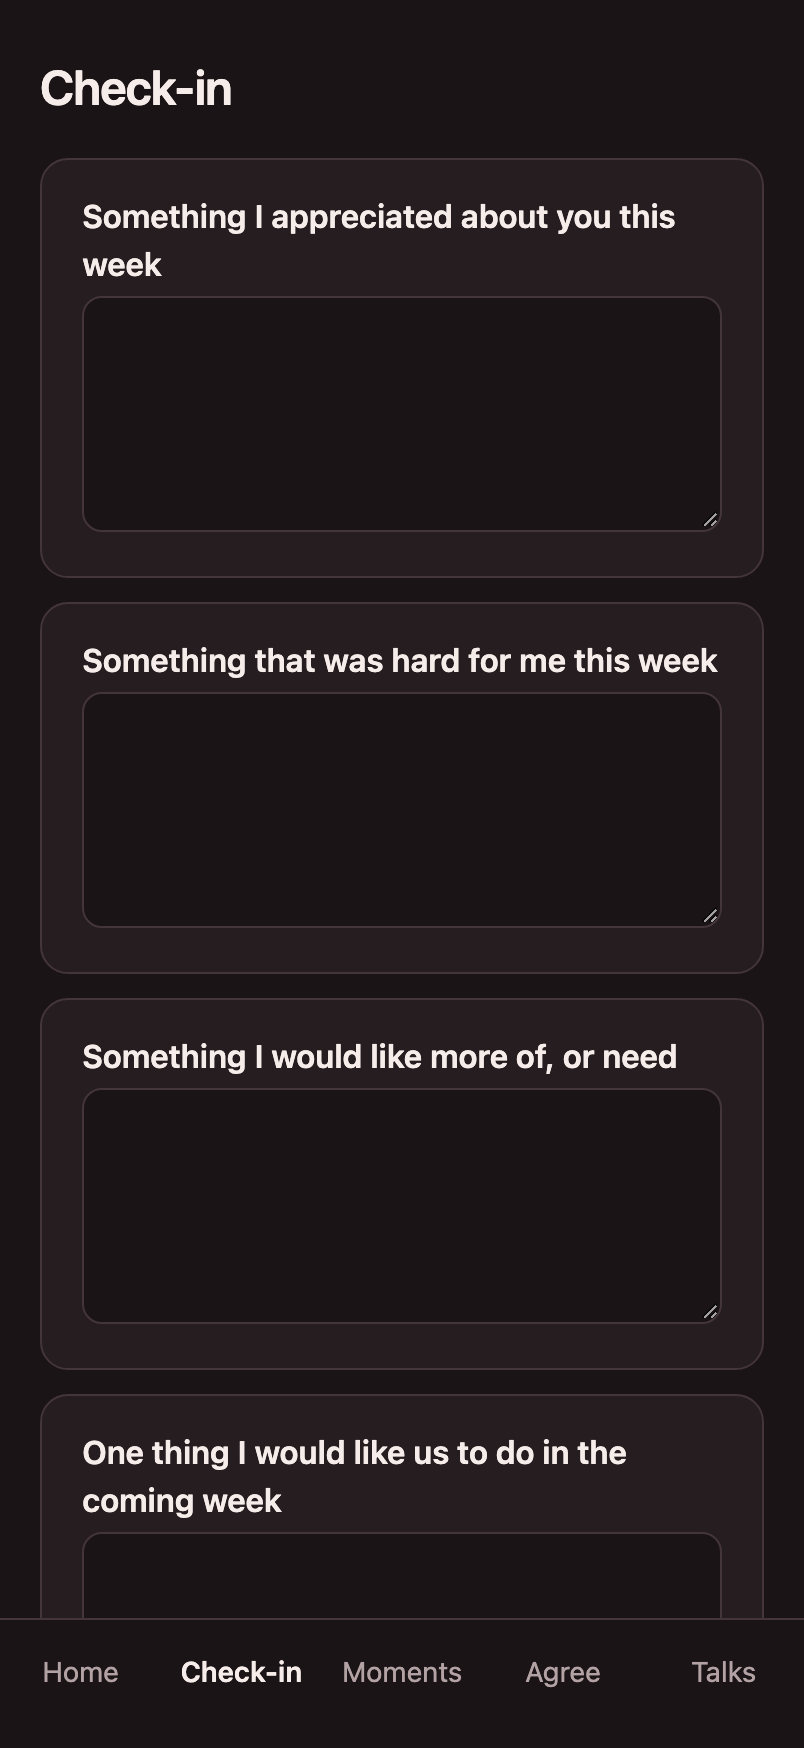 Check-in
Something I appreciated about you this
week
Something that was hard for me this week
Something I would like more of, or need
One thing I would like us to do in the
coming week
Home
Check-in
Moments
Agree
Talks